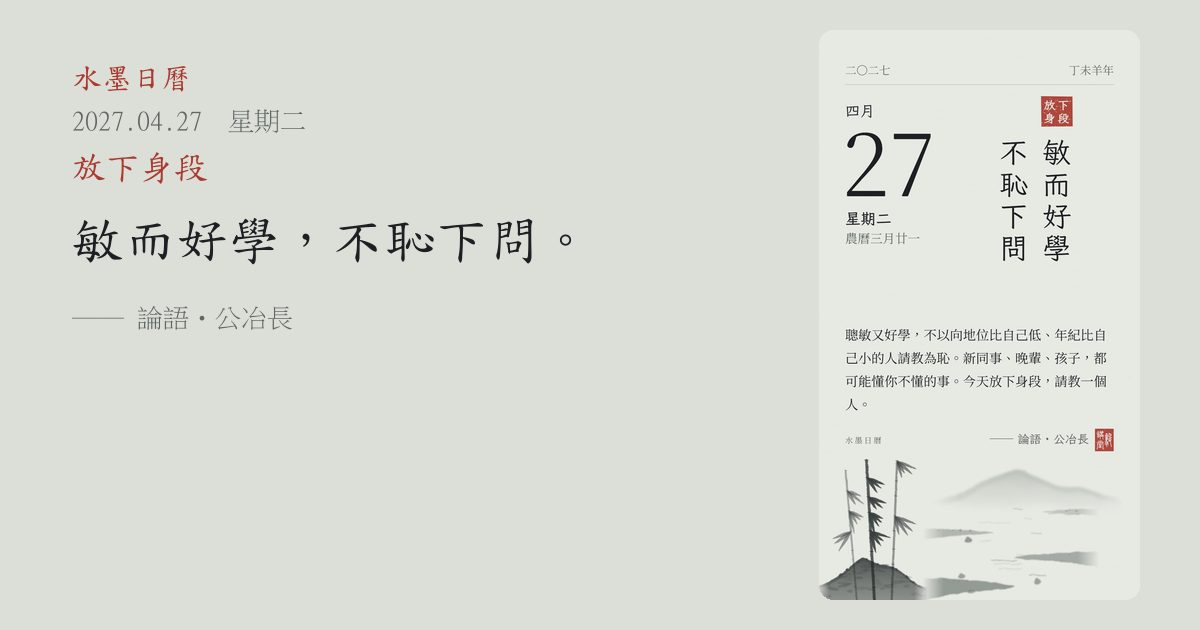 水墨日曆
2027.04.27 星期二
放下身段
敏而好學，不恥下問。
—— 論語・公冶長
二〇二七
丁未羊年
四月
27
星期二
農曆三月廿一
放下
身段
敏而好學
不恥下問
聰敏又好學，不以向地位比自己低、年紀比自
己小的人請教為恥。新同事、晚輩、孩子，都
可能懂你不懂的事。今天放下身段，請教一個
人。
水墨日曆
—— 論語・公冶長